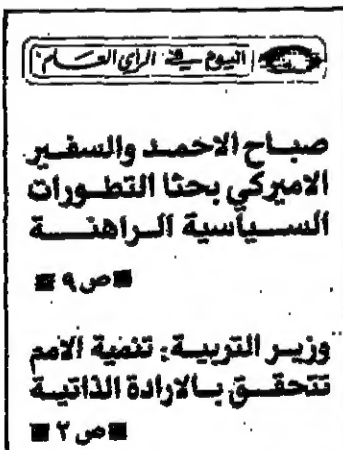 اليوم في الرأي العام
صباح الاحمد والسفير
الاميركي بحثا التطورات
السياسية الراهنة
■ ص ٩ ■
وزير التربية: تنمية الامم
تتحقق بالارادة الذاتية
■ ص ٢ ■